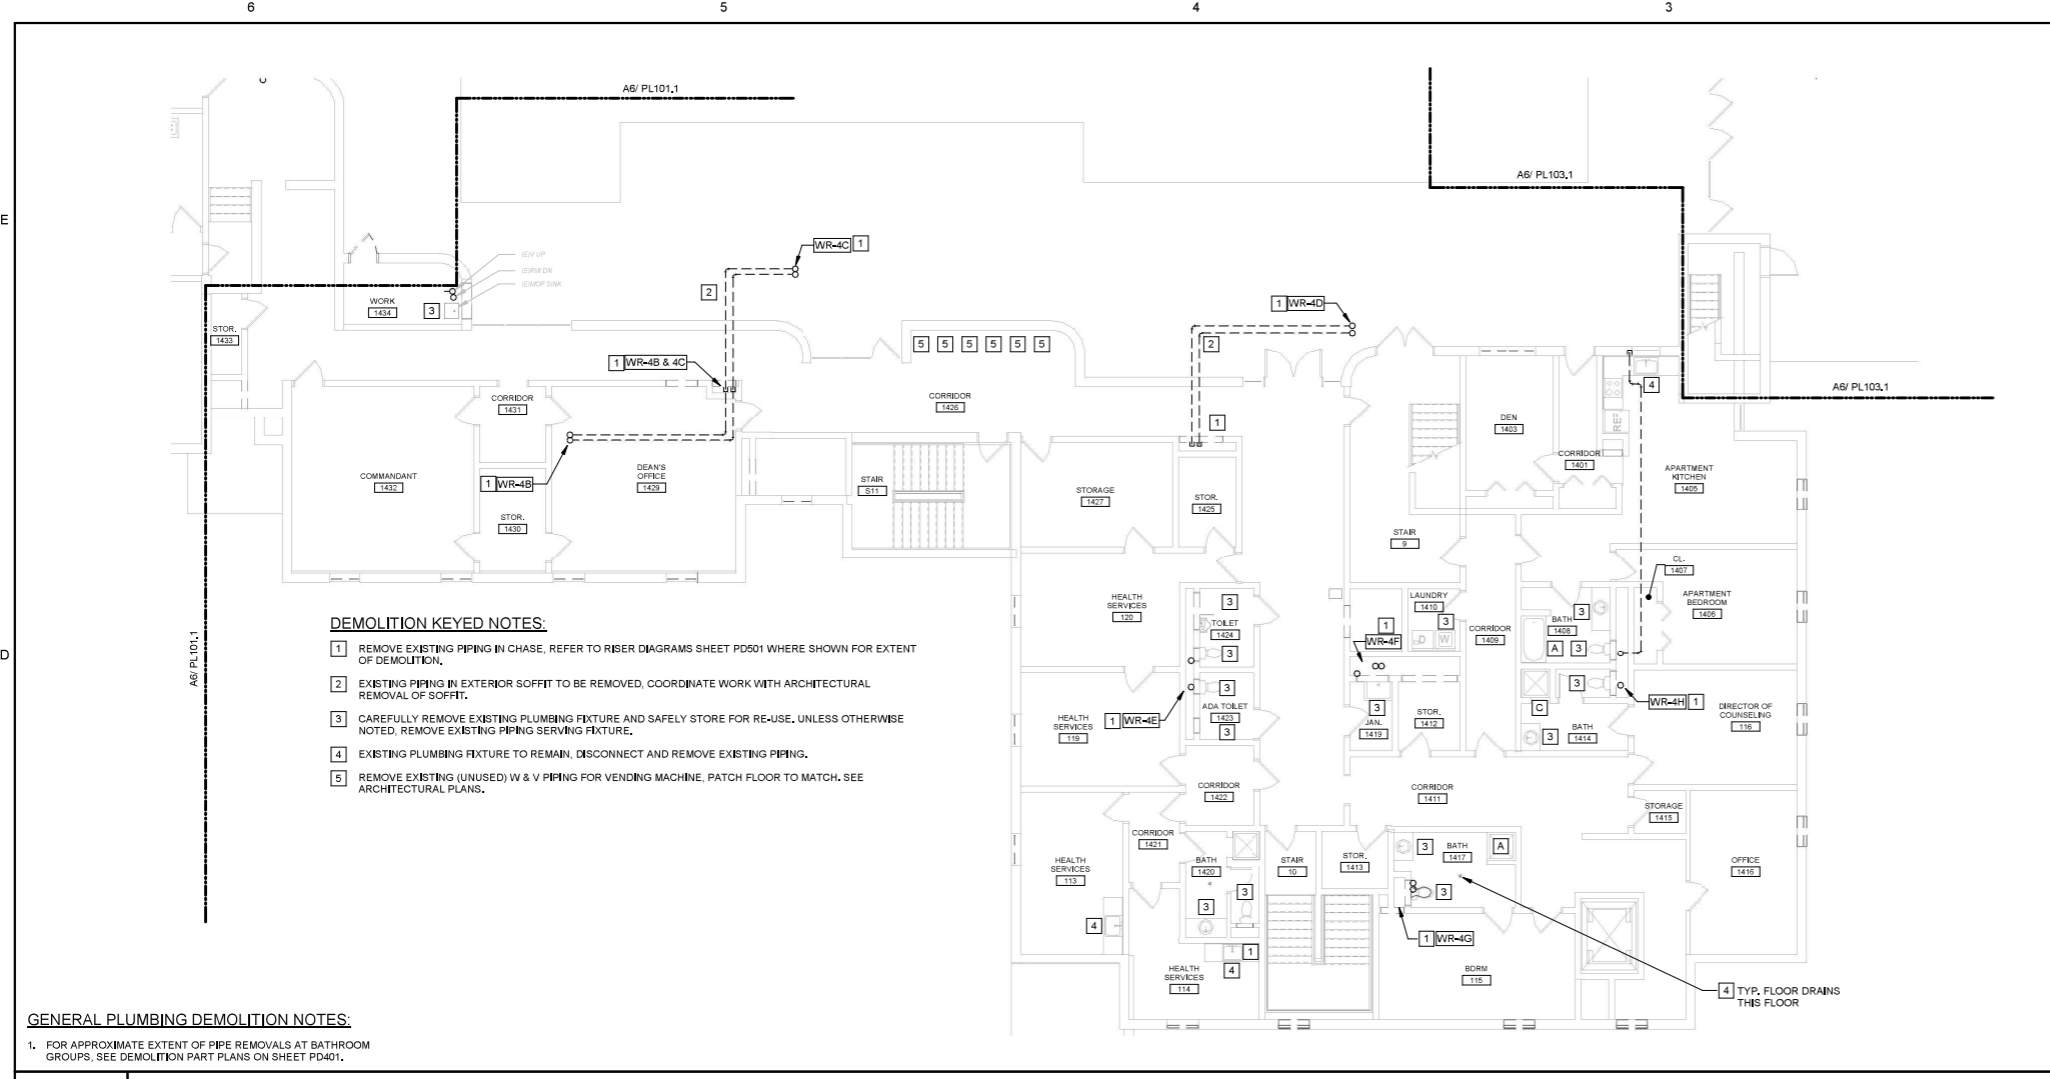 6 5 4 3
A6/ PL101.1
A6/ PL103.1
E
WR-4C 1
(E)V UP
(E)RW DN
(E)MOP SINK
2
1 WR-4D
WORK
1434
3
STOR.
1433
2
5 5 5 5 5 5
1 WR-4B & 4C
4
A6/ PL103.1
CORRIDOR
1431
CORRIDOR
1426
1
DEN
1403
REF
CORRIDOR
1401
COMMANDANT
1432
DEAN'S
OFFICE
1429
1 WR-4B
STAIR
S11
STORAGE
1427
STOR.
1425
APARTMENT
KITCHEN
1405
STOR.
1430
STAIR
9
CL.
1407
HEALTH
SERVICES
120
3
TOILET
1424
3
LAUNDRY
1410
3
D W
1
WR-4F
CORRIDOR
1409
3
BATH
1408
A 3
APARTMENT
BEDROOM
1406
D
A6/ PL101.1
DEMOLITION KEYED NOTES:
1 REMOVE EXISTING PIPING IN CHASE, REFER TO RISER DIAGRAMS SHEET PD501 WHERE SHOWN FOR EXTENT
OF DEMOLITION.
2 EXISTING PIPING IN EXTERIOR SOFFIT TO BE REMOVED, COORDINATE WORK WITH ARCHITECTURAL
REMOVAL OF SOFFIT.
3 CAREFULLY REMOVE EXISTING PLUMBING FIXTURE AND SAFELY STORE FOR RE-USE. UNLESS OTHERWISE
NOTED, REMOVE EXISTING PIPING SERVING FIXTURE.
4 EXISTING PLUMBING FIXTURE TO REMAIN, DISCONNECT AND REMOVE EXISTING PIPING.
5 REMOVE EXISTING (UNUSED) W & V PIPING FOR VENDING MACHINE, PATCH FLOOR TO MATCH. SEE
ARCHITECTURAL PLANS.
HEALTH
SERVICES
119
1 WR-4E
3
ADA TOILET
1423
3
3
JAN.
1419
STOR.
1412
3
C
WR-4H 1
3
BATH
1414
DIRECTOR OF
COUNSELING
116
CORRIDOR
1422
CORRIDOR
1411
STORAGE
1415
CORRIDOR
1421
HEALTH
SERVICES
113
BATH
1420
3
3
STAIR
10
STOR.
1413
3
BATH
1417
A
3
OFFICE
1416
4
1
4
1 WR-4G
HEALTH
SERVICES
114
BDRM
115
4 TYP. FLOOR DRAINS
THIS FLOOR
GENERAL PLUMBING DEMOLITION NOTES:
1. FOR APPROXIMATE EXTENT OF PIPE REMOVALS AT BATHROOM
GROUPS, SEE DEMOLITION PART PLANS ON SHEET PD401.